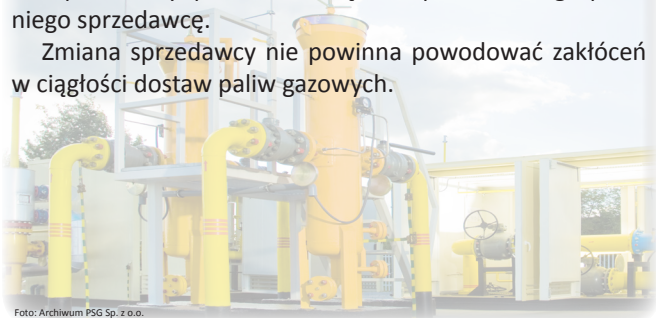 niego sprzedawcę.
Zmiana sprzedawcy nie powinna powodować zakłóceń
w ciągłości dostaw paliw gazowych.
Foto: Archiwum PSG Sp. z o.o.